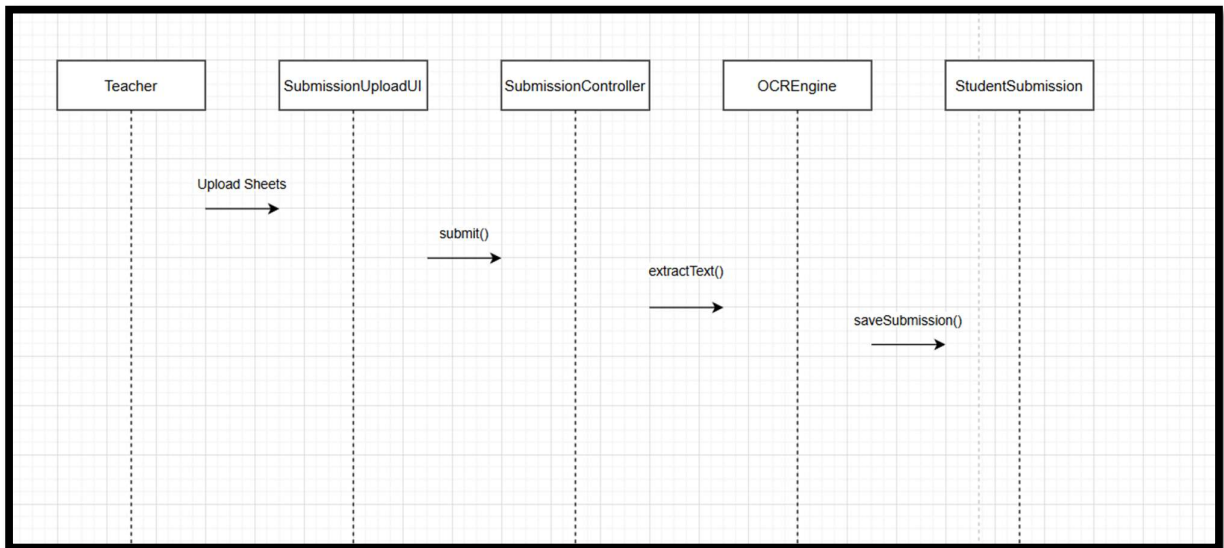 Teacher
SubmissionUploadUI
SubmissionController
OCREngine
StudentSubmission
Upload Sheets
submit()
extractText()
saveSubmission()